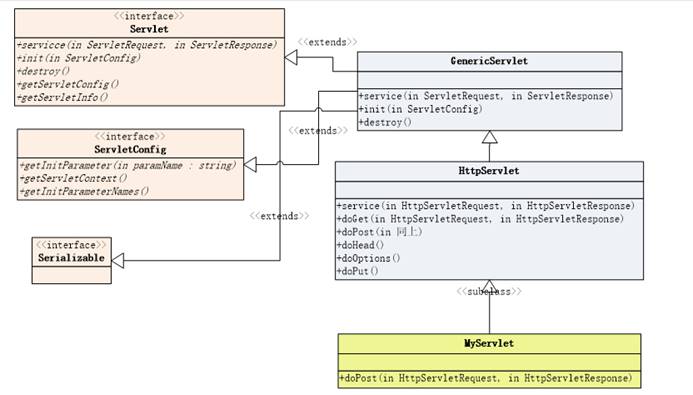 <<interface>>
Servlet
+servicce(in ServletRequest, in ServletResponse)
+init(in ServletConfig)
+destroy()
+getServletConfig()
+getServletInfo()
<<extends>>
GenericServlet
+service(in ServletRequest, in ServletResponse)
+init(in ServletConfig)
+destroy()
<<interface>>
ServletConfig
+getInitParameter(in paramName : string)
+getServletContext()
+getInitParameterNames()
<<extends>>
HttpServlet
+service(in HttpServletRequest, in HttpServletResponse)
+doGet(in HttpServletRequest, in HttpServletResponse)
+doPost(in 同上)
+doHead()
+doOptions()
+doPut()
<<extends>>
<<interface>>
Serializable
<<subclass>>
MyServlet
+doPost(in HttpServletRequest, in HttpServletResponse)